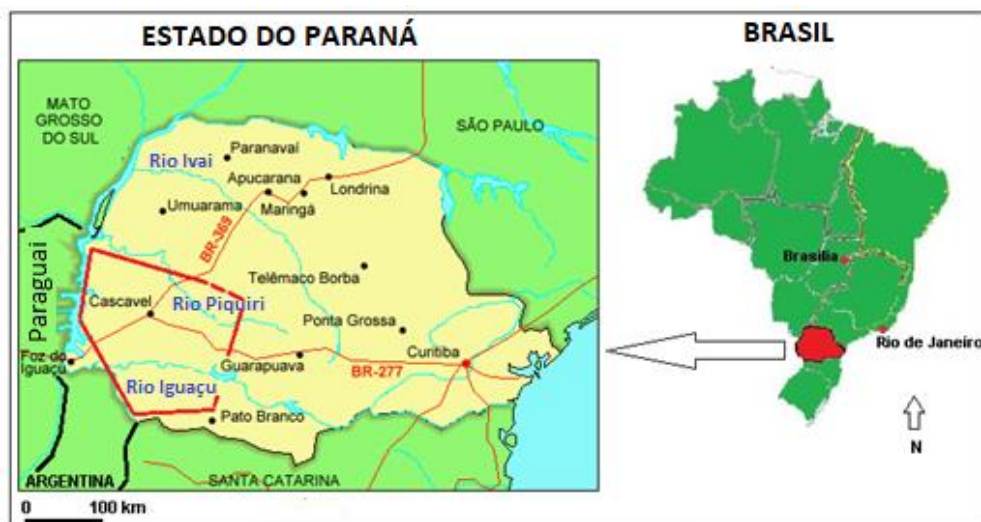 ESTADO DO PARANÁ
BRASIL
MATO
GROSSO
DO SUL
SÃO PAULO
Rio Ivai
Paranavaí
Apucarana
Londrina
Maringá
Umuarama
BR-369
Paraguai
Telêmaco Borba
Cascavel
Rio Piquiri
Ponta Grossa
Curitiba
Foz do
Iguaçú
Guarapuava
BR-277
Rio Iguaçu
Pato Branco
ARGENTINA
SANTA CATARINA
0 100 km
Brasília
Rio de Janeiro
N